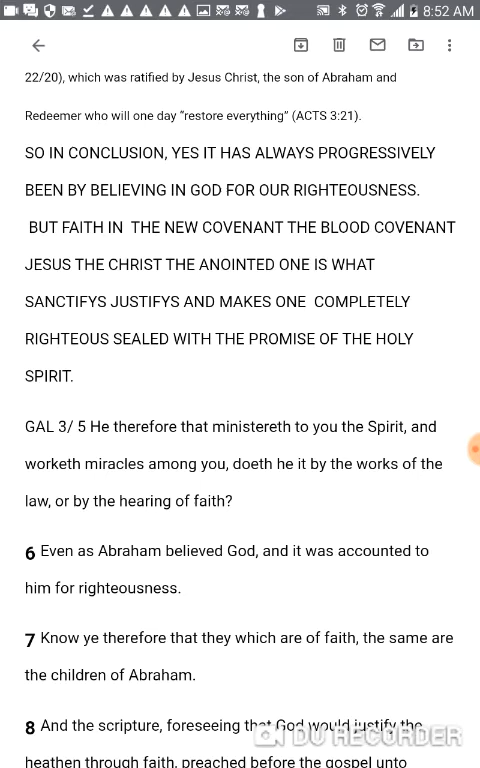 8:52 AM
22/20), which was ratified by Jesus Christ, the son of Abraham and
Redeemer who will one day “restore everything” (ACTS 3:21).
SO IN CONCLUSION, YES IT HAS ALWAYS PROGRESSIVELY
BEEN BY BELIEVING IN GOD FOR OUR RIGHTEOUSNESS.
BUT FAITH IN THE NEW COVENANT THE BLOOD COVENANT
JESUS THE CHRIST THE ANOINTED ONE IS WHAT
SANCTIFYS JUSTIFYS AND MAKES ONE COMPLETELY
RIGHTEOUS SEALED WITH THE PROMISE OF THE HOLY
SPIRIT.
GAL 3/ 5 He therefore that ministereth to you the Spirit, and
worketh miracles among you, doeth he it by the works of the
law, or by the hearing of faith?
6 Even as Abraham believed God, and it was accounted to
him for righteousness.
7 Know ye therefore that they which are of faith, the same are
the children of Abraham.
8 And the scripture, foreseeing that God would justify the
DU RECORDER
heathen through faith, preached before the gospel unto